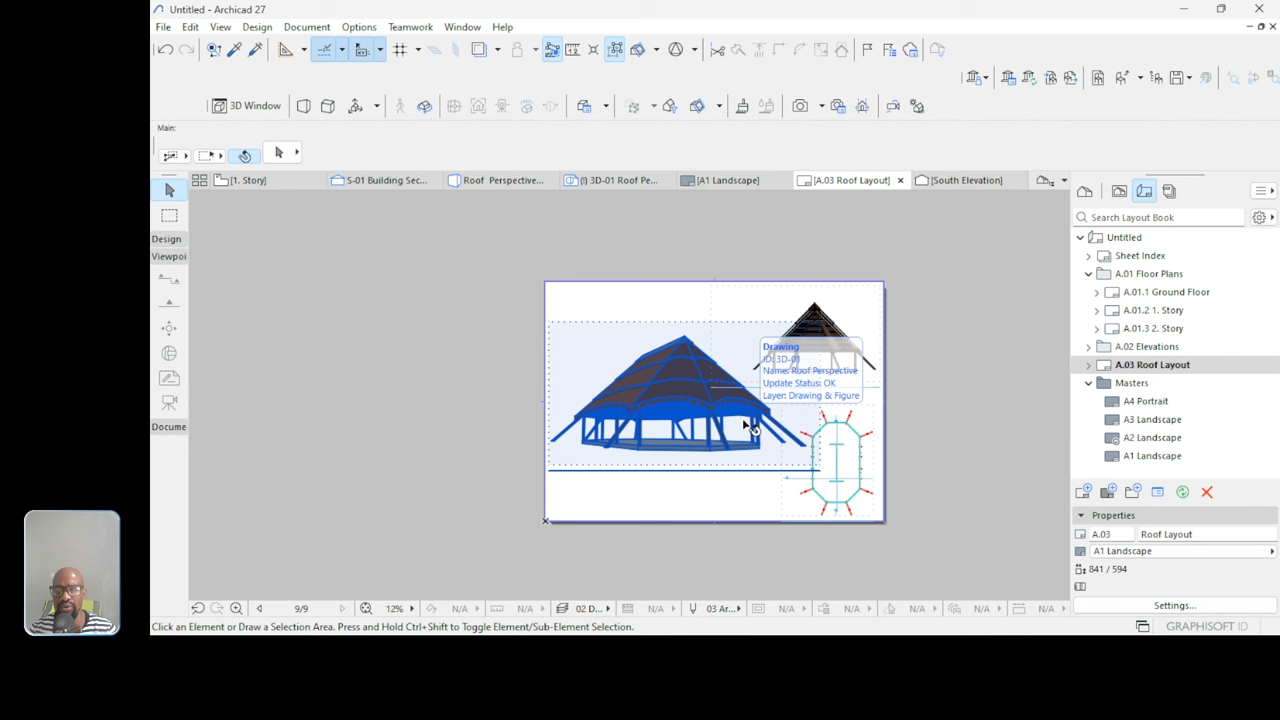 Untitled - Archicad 27
File Edit View Design Document Options Teamwork Window Help
3D Window
Main:
[1. Story] S-01 Building Sec... Roof Perspective... (!) 3D-01 Roof Pe... [A1 Landscape] [A.03 Roof Layout] [South Elevation]
Search Layout Book
Design
Viewpoi
Docume
Untitled
Sheet Index
A.01 Floor Plans
A.01.1 Ground Floor
A.01.2 1. Story
A.01.3 2. Story
A.02 Elevations
A.03 Roof Layout
Masters
A4 Portrait
A3 Landscape
A2 Landscape
A1 Landscape
Drawing
ID: 3D-01
Name: Roof Perspective
Update Status: OK
Layer: Drawing & Figure
Properties
A.03 Roof Layout
A1 Landscape
841 / 594
Settings...
9/9 12% N/A N/A 02 D... N/A 03 Ar... N/A N/A N/A N/A N/A
Click an Element or Draw a Selection Area. Press and Hold Ctrl+Shift to Toggle Element/Sub-Element Selection.
GRAPHISOFT ID